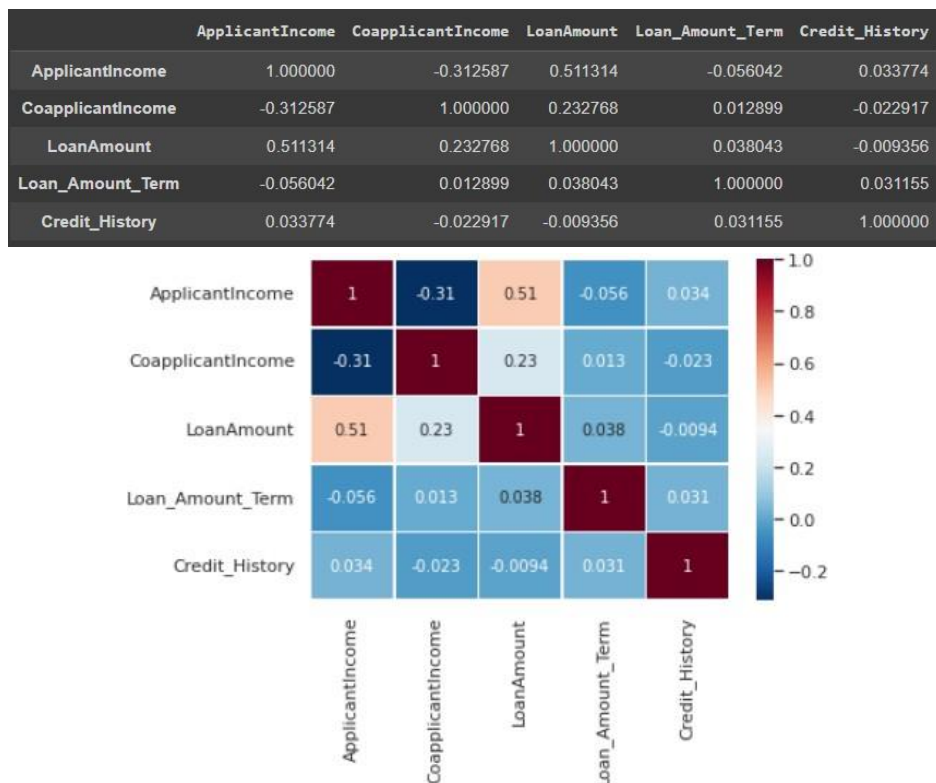 ApplicantIncome CoapplicantIncome LoanAmount Loan_Amount_Term Credit_History
ApplicantIncome 1.000000 -0.312587 0.511314 -0.056042 0.033774
CoapplicantIncome -0.312587 1.000000 0.232768 0.012899 -0.022917
LoanAmount 0.511314 0.232768 1.000000 0.038043 -0.009356
Loan_Amount_Term -0.056042 0.012899 0.038043 1.000000 0.031155
Credit_History 0.033774 -0.022917 -0.009356 0.031155 1.000000
ApplicantIncome 1 -0.31 0.51 -0.056 0.034
CoapplicantIncome -0.31 1 0.23 0.013 -0.023
LoanAmount 0.51 0.23 1 0.038 -0.0094
Loan_Amount_Term -0.056 0.013 0.038 1 0.031
Credit_History 0.034 -0.023 -0.0094 0.031 1
ApplicantIncome
CoapplicantIncome
LoanAmount
oan_Amount_Term
Credit_History
1.0
0.8
0.6
0.4
0.2
0.0
−0.2